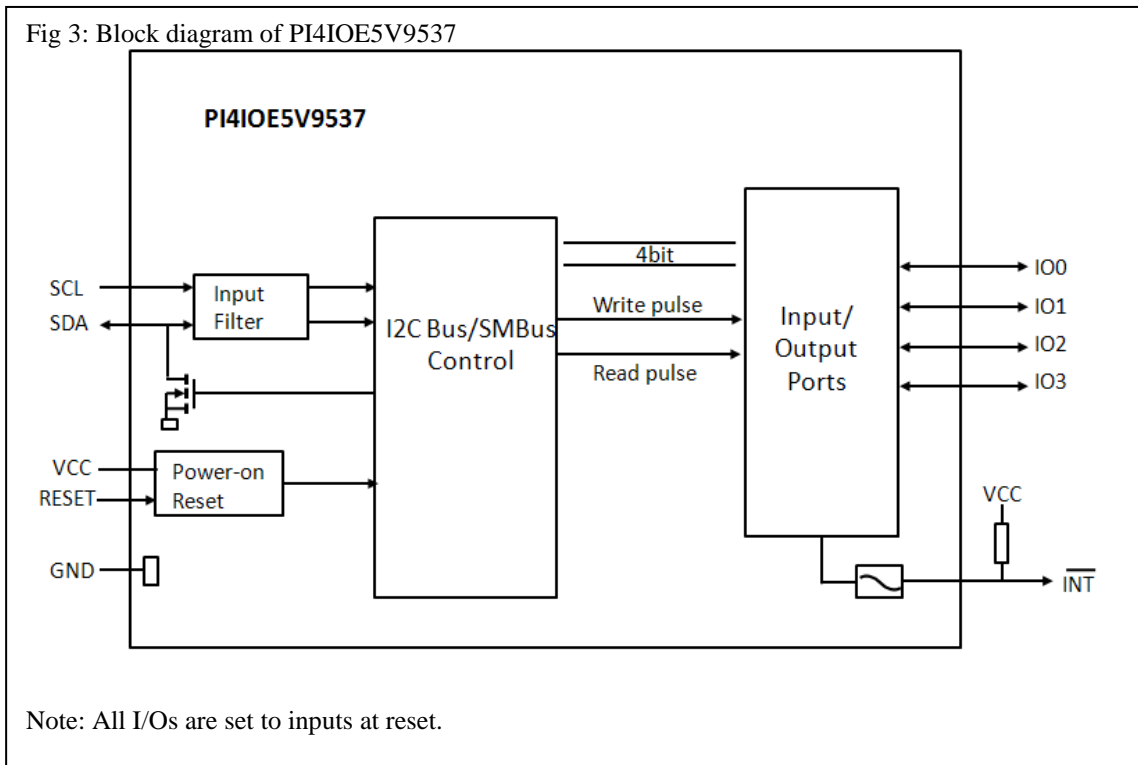 Fig 3: Block diagram of PI4IOE5V9537
PI4IOE5V9537
SCL
SDA
Input
Filter
I2C Bus/SMBus
Control
4bit
Write pulse
Read pulse
Input/
Output
Ports
IO0
IO1
IO2
IO3
VCC
RESET
Power-on
Reset
GND
VCC
INT
Note: All I/Os are set to inputs at reset.